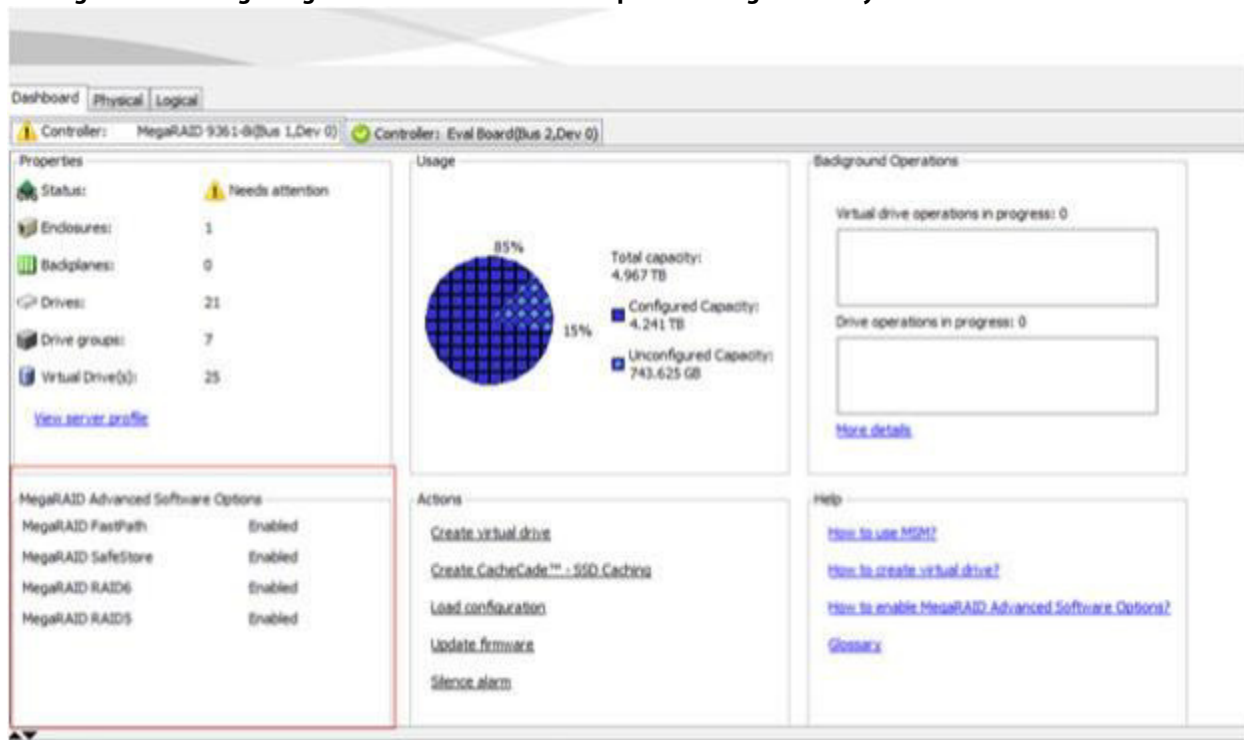 Dashboard Physical Logical
Controller: MegaRAID 9361-8(Bus 1,Dev 0) Controller: Eval Board(Bus 2,Dev 0)
Properties
Status: Needs attention
Enclosures: 1
Backplanes: 0
Drives: 21
Drive groups: 7
Virtual Drive(s): 25
View server profile
Usage
85%
15%
Total capacity:
4.967 TB
Configured Capacity:
4.241 TB
Unconfigured Capacity:
743.625 GB
Background Operations
Virtual drive operations in progress: 0
Drive operations in progress: 0
More details
MegaRAID Advanced Software Options
MegaRAID FastPath Enabled
MegaRAID SafeStore Enabled
MegaRAID RAID6 Enabled
MegaRAID RAID5 Enabled
Actions
Create virtual drive
Create CacheCade™ - SSD Caching
Load configuration
Update firmware
Silence alarm
Help
How to use MSM?
How to create virtual drive?
How to enable MegaRAID Advanced Software Options?
Glossary